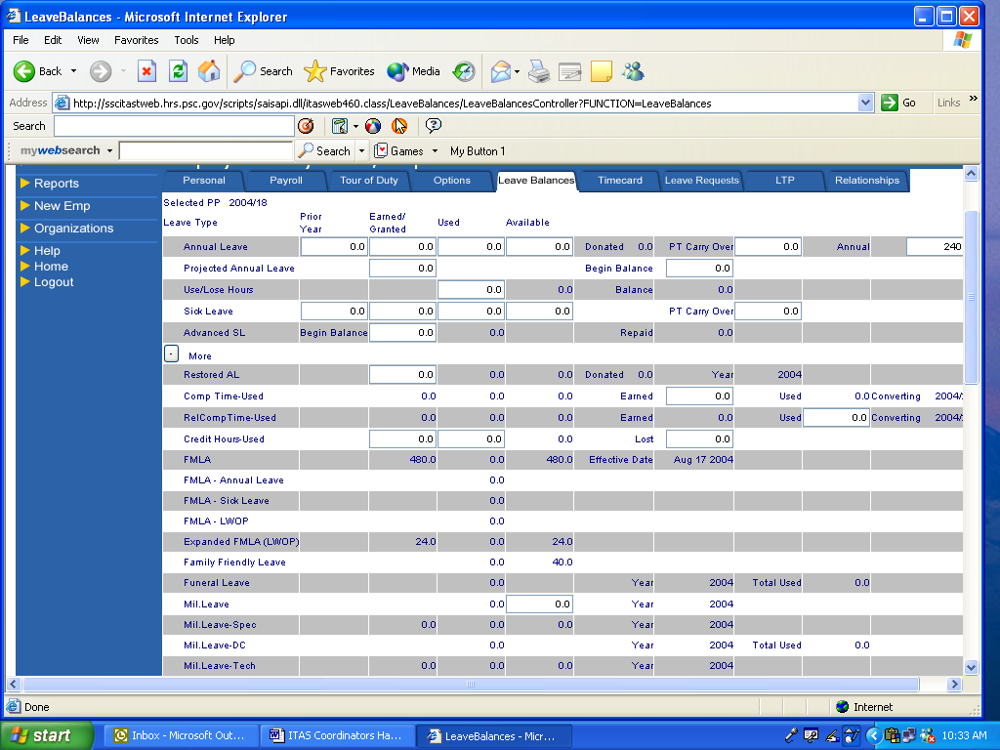 LeaveBalances - Microsoft Internet Explorer
File Edit View Favorites Tools Help
Back Search Favorites Media
Address http://sscitastweb.hrs.psc.gov/scripts/saisapi.dll/itasweb460.class/LeaveBalances/LeaveBalancesController?FUNCTION=LeaveBalances Go Links »
Search
mywebsearch Search Games My Button 1
Reports
New Emp
Organizations
Help
Home
Logout
Personal Payroll Tour of Duty Options Leave Balances Timecard Leave Requests LTP Relationships
Selected PP 2004/18
Leave Type Prior Year Earned/ Granted Used Available
Annual Leave 0.0 0.0 0.0 0.0 Donated 0.0 PT Carry Over 0.0 Annual 240
Projected Annual Leave 0.0 Begin Balance 0.0
Use/Lose Hours 0.0 0.0 Balance 0.0
Sick Leave 0.0 0.0 0.0 0.0 PT Carry Over 0.0
Advanced SL Begin Balance 0.0 0.0 Repaid 0.0
- More
Restored AL 0.0 0.0 0.0 Donated 0.0 Year 2004
Comp Time-Used 0.0 0.0 0.0 Earned 0.0 Used 0.0 Converting 2004/
RelCompTime-Used 0.0 0.0 0.0 Earned 0.0 Used 0.0 Converting 2004/
Credit Hours-Used 0.0 0.0 0.0 Lost 0.0
FMLA 480.0 0.0 480.0 Effective Date Aug 17 2004
FMLA - Annual Leave 0.0
FMLA - Sick Leave 0.0
FMLA - LWOP 0.0
Expanded FMLA (LWOP) 24.0 0.0 24.0
Family Friendly Leave 0.0 40.0
Funeral Leave 0.0 Year 2004 Total Used 0.0
Mil.Leave 0.0 0.0 Year 2004
Mil.Leave-Spec 0.0 0.0 0.0 Year 2004
Mil.Leave-DC 0.0 Year 2004 Total Used 0.0
Mil.Leave-Tech 0.0 0.0 0.0 Year 2004
Done Internet
start Inbox - Microsoft Out... ITAS Coordinators Ha... LeaveBalances - Micr... 10:33 AM